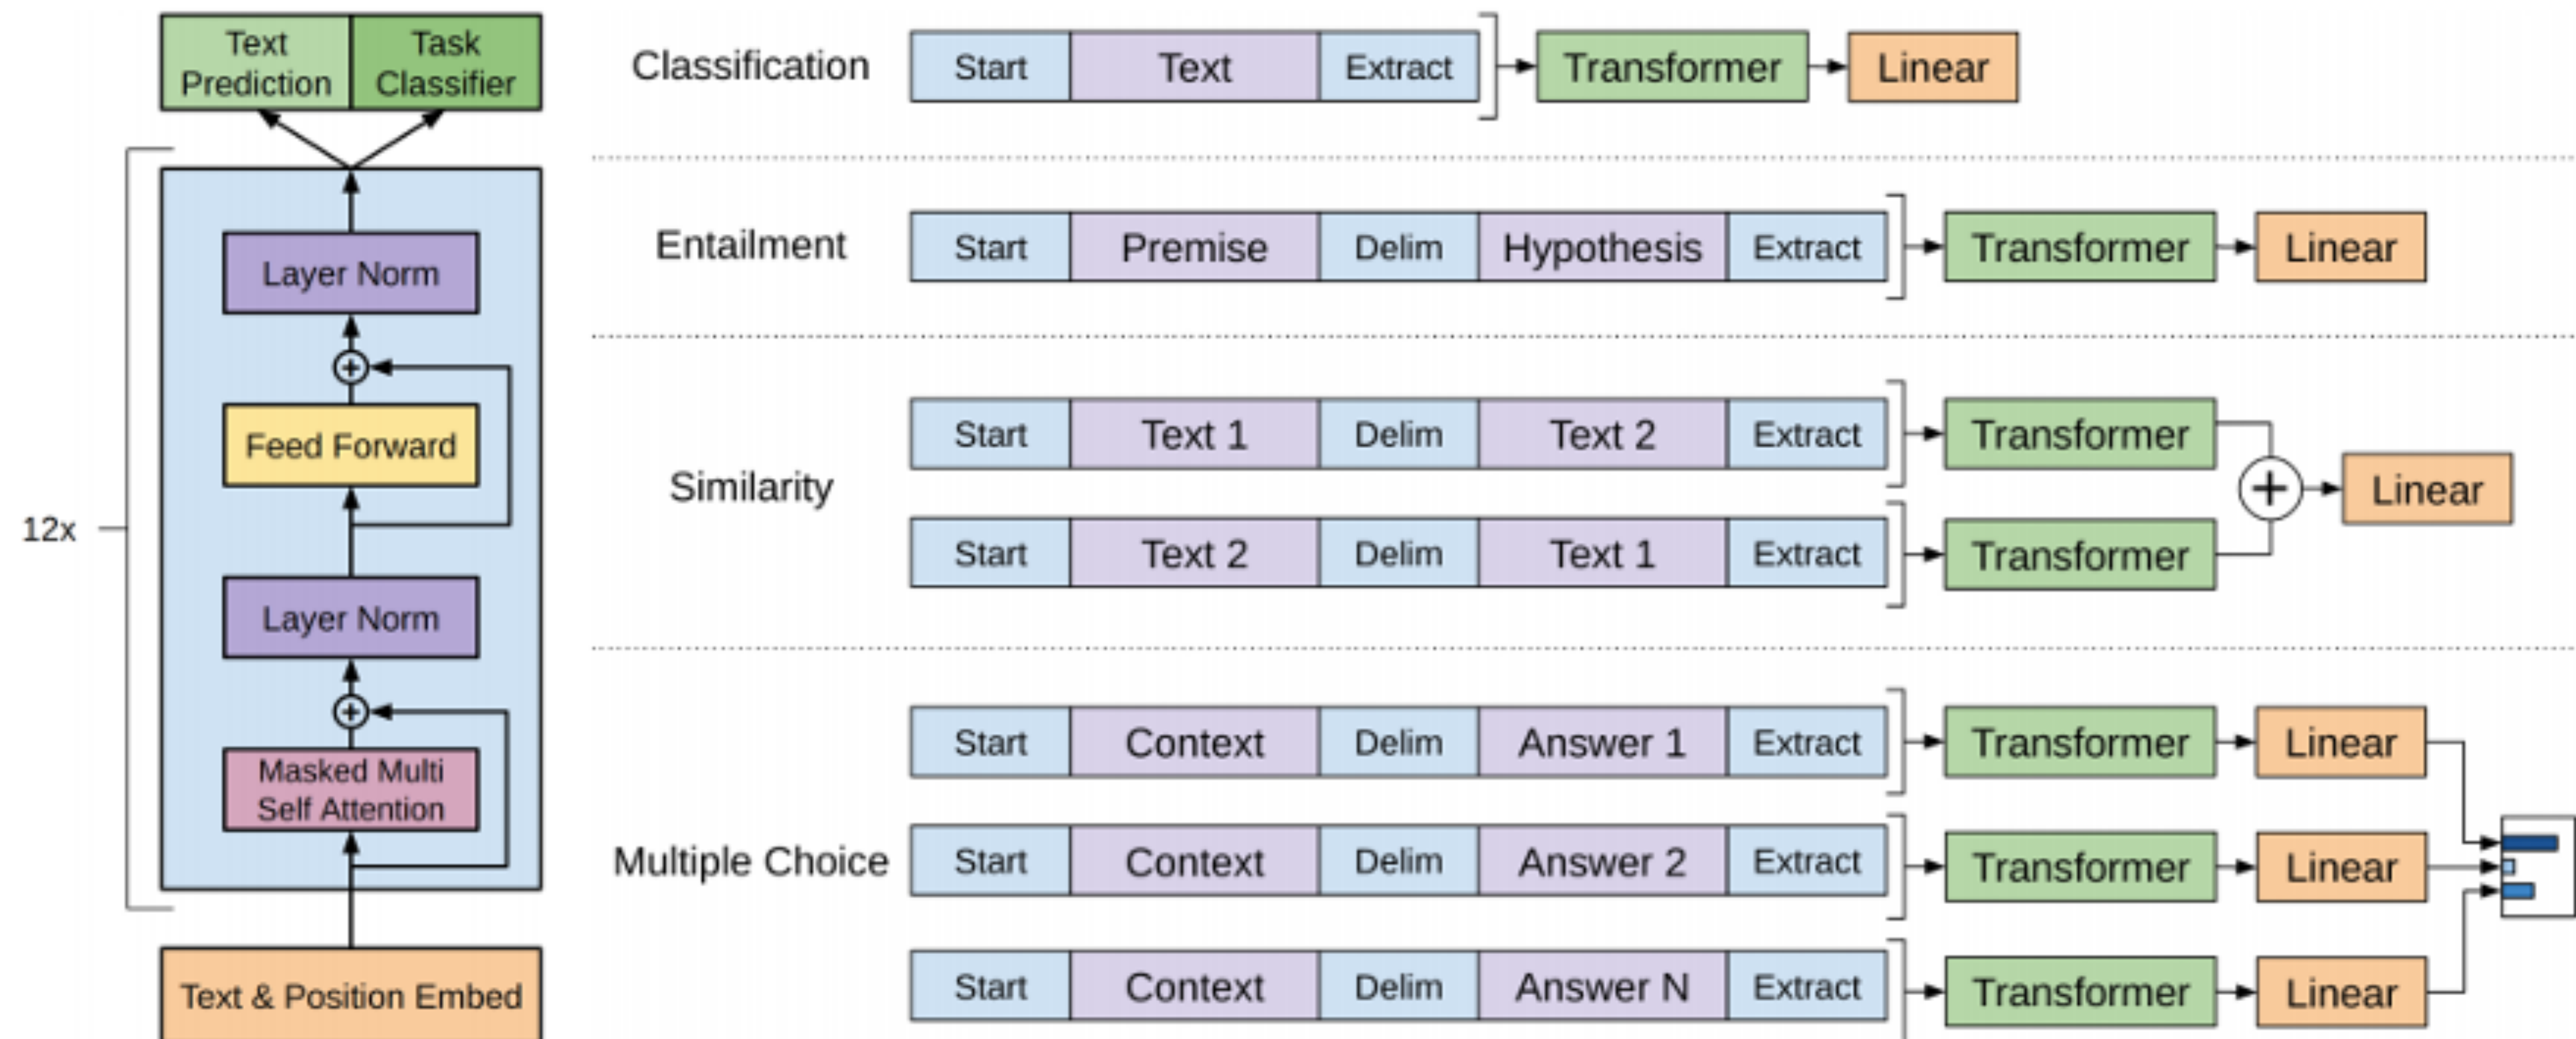 Text
Prediction
Task
Classifier
12x
Layer Norm
+
Feed Forward
Layer Norm
+
Masked Multi
Self Attention
Text & Position Embed
Classification
Start Text Extract Transformer Linear
Entailment
Start Premise Delim Hypothesis Extract Transformer Linear
Similarity
Start Text 1 Delim Text 2 Extract Transformer
+ Linear
Start Text 2 Delim Text 1 Extract Transformer
Multiple Choice
Start Context Delim Answer 1 Extract Transformer Linear
Start Context Delim Answer 2 Extract Transformer Linear
Start Context Delim Answer N Extract Transformer Linear